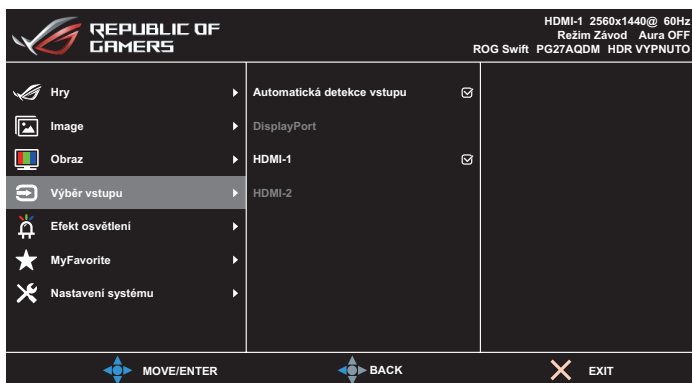 REPUBLIC OF
GAMERS
HDMI-1 2560x1440@ 60Hz
Režim Závod Aura OFF
ROG Swift PG27AQDM HDR VYPNUTO
Hry
Image
Obraz
Výběr vstupu
Efekt osvětlení
MyFavorite
Nastavení systému
Automatická detekce vstupu
DisplayPort
HDMI-1
HDMI-2
MOVE/ENTER
BACK
EXIT